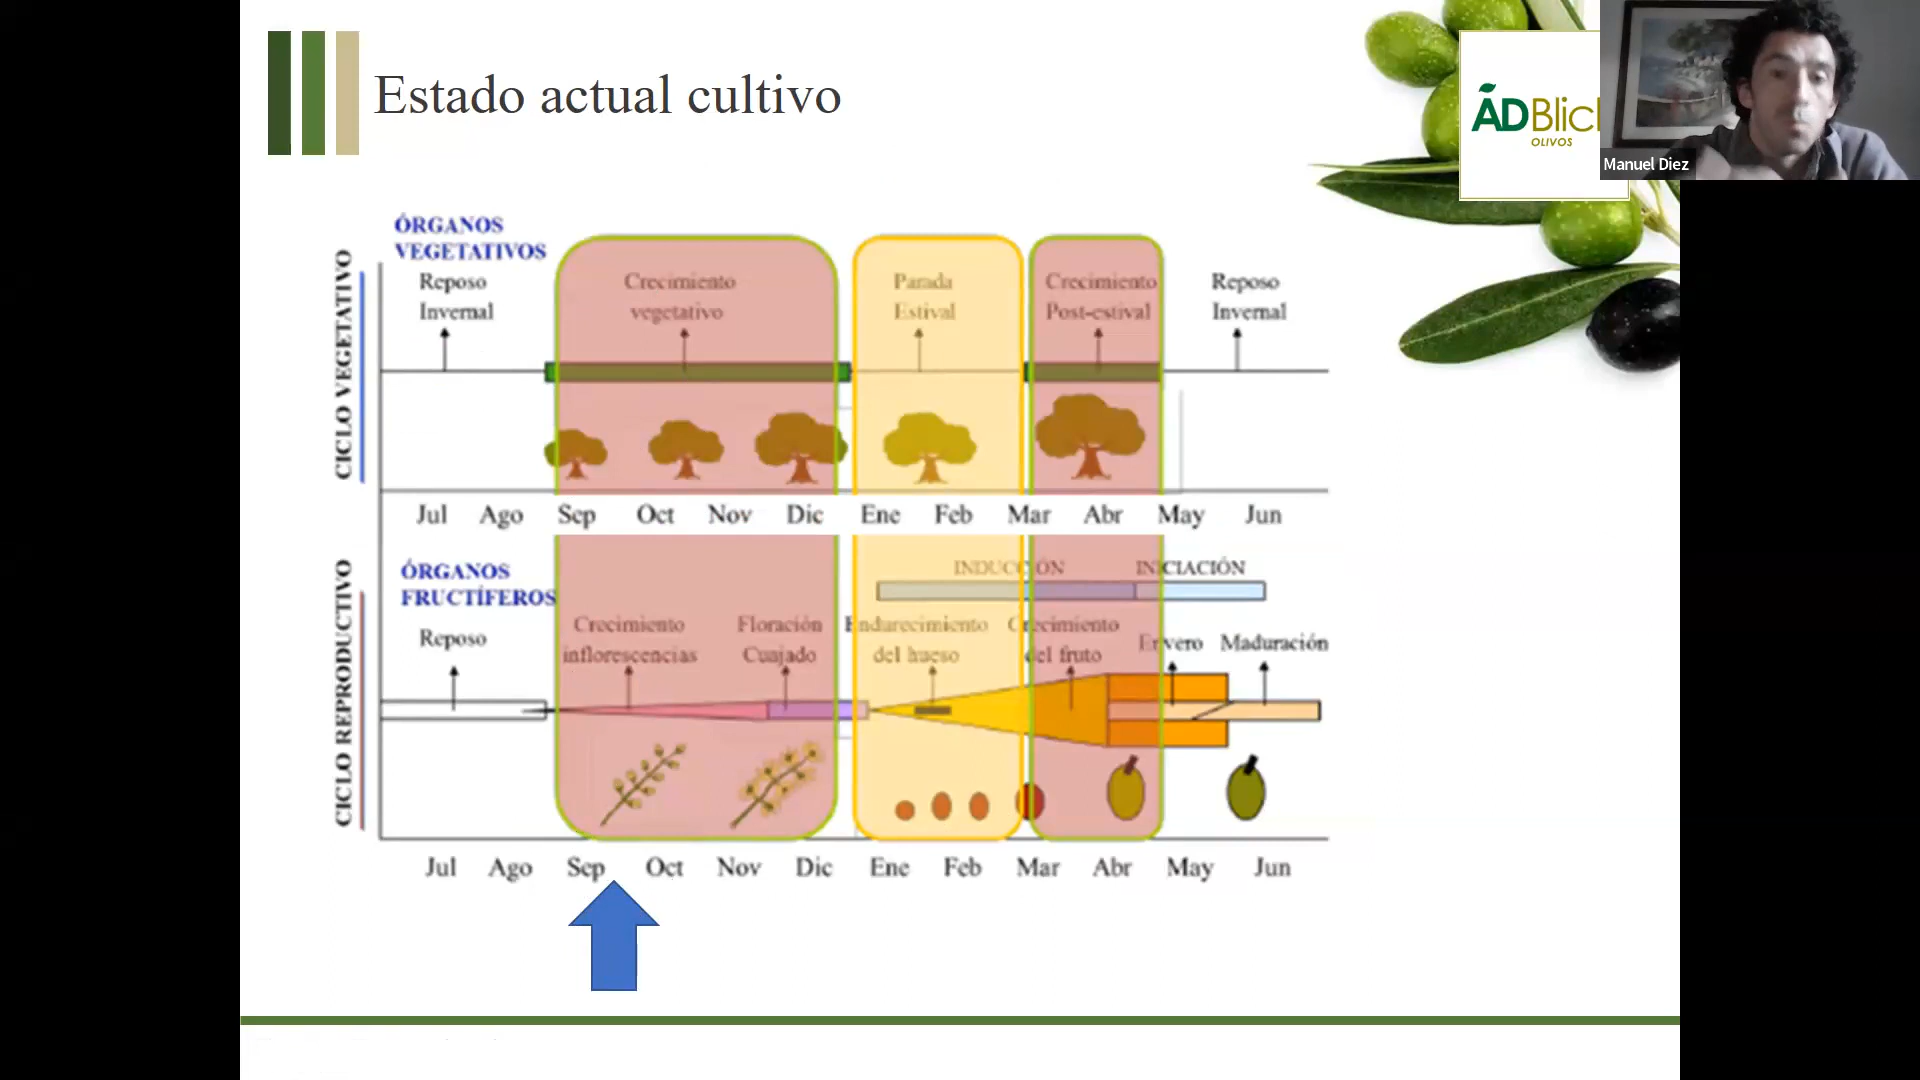 Estado actual cultivo
ADBlick
OLIVOS
Manuel Diez
ÓRGANOS
VEGETATIVOS
CICLO VEGETATIVO
Reposo
Invernal
Crecimiento
vegetativo
Parada
Estival
Crecimiento
Post-estival
Reposo
Invernal
Jul Ago Sep Oct Nov Dic Ene Feb Mar Abr May Jun
ÓRGANOS
FRUCTÍFEROS
CICLO REPRODUCTIVO
INDUCCIÓN INICIACIÓN
Reposo
Crecimiento
inflorescencias
Floración
Cuajado
Endurecimiento
del hueso
Crecimiento
del fruto
Envero
Maduración
Jul Ago Sep Oct Nov Dic Ene Feb Mar Abr May Jun